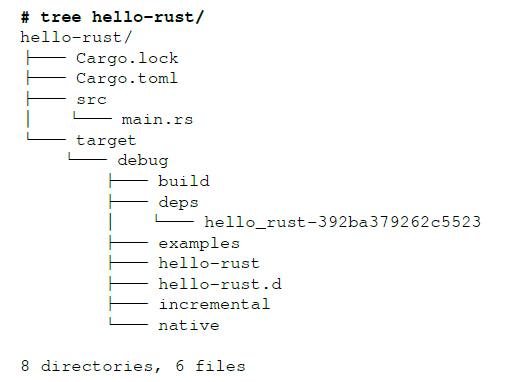 # tree hello-rust/
hello-rust/
├── Cargo.lock
├── Cargo.toml
├── src
│   └── main.rs
└── target
    └── debug
        ├── build
        ├── deps
        │   └── hello_rust-392ba379262c5523
        ├── examples
        ├── hello-rust
        ├── hello-rust.d
        ├── incremental
        └── native
8 directories, 6 files